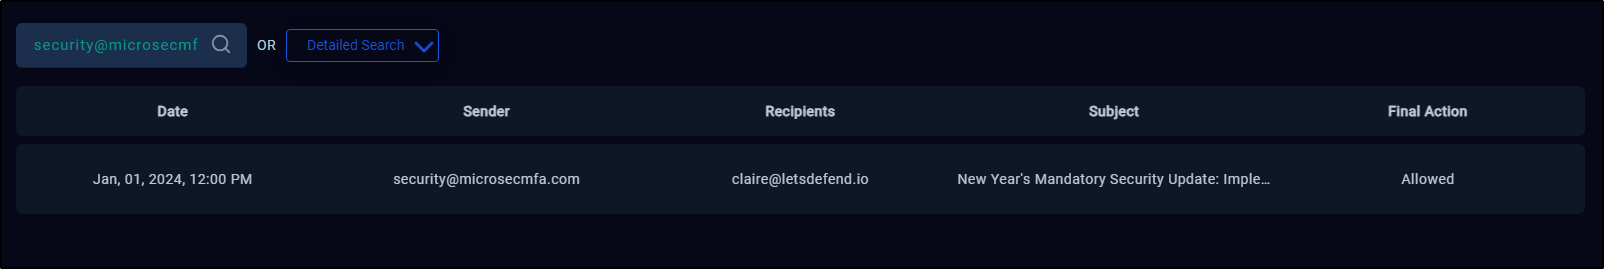 security@microsecmf OR Detailed Search
Date Sender Recipients Subject Final Action
Jan, 01, 2024, 12:00 PM security@microsecmfa.com claire@letsdefend.io New Year's Mandatory Security Update: Imple... Allowed